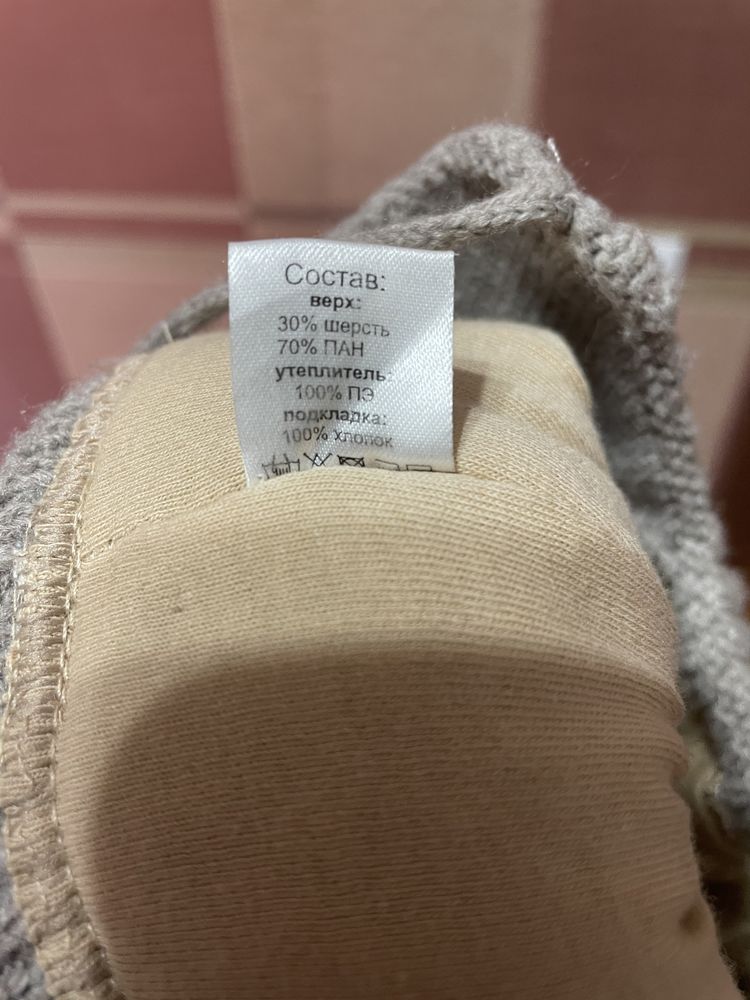 Состав:
верх:
30% шерсть
70% ПАН
утеплитель:
100% ПЭ
подкладка:
100% хлопок